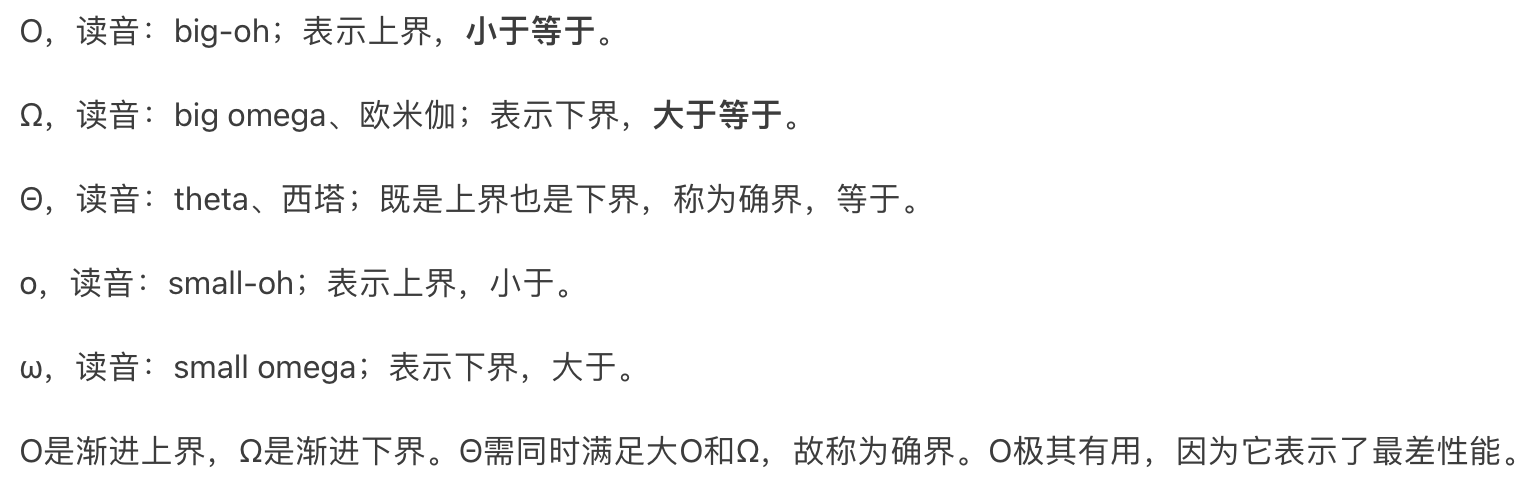 O，读音：big-oh；表示上界，小于等于。
Ω，读音：big omega、欧米伽；表示下界，大于等于。
Θ，读音：theta、西塔；既是上界也是下界，称为确界，等于。
o，读音：small-oh；表示上界，小于。
ω，读音：small omega；表示下界，大于。
O是渐进上界，Ω是渐进下界。Θ需同时满足大O和Ω，故称为确界。O极其有用，因为它表示了最差性能。